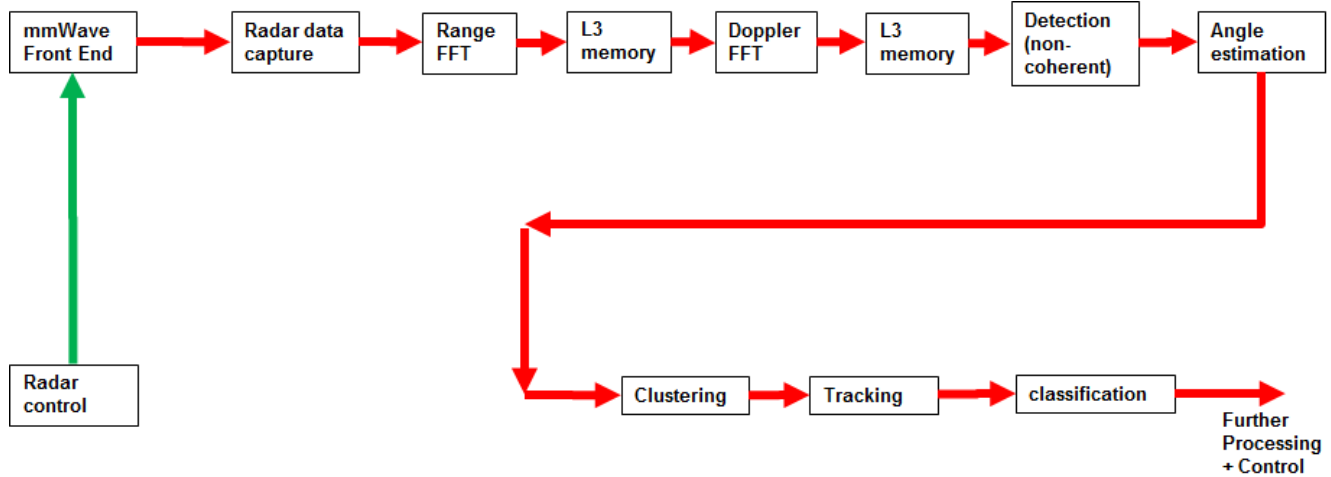 mmWave
Front End
Radar data
capture
Range
FFT
L3
memory
Doppler
FFT
L3
memory
Detection
(non-
coherent)
Angle
estimation
Radar
control
Clustering
Tracking
classification
Further
Processing
+ Control